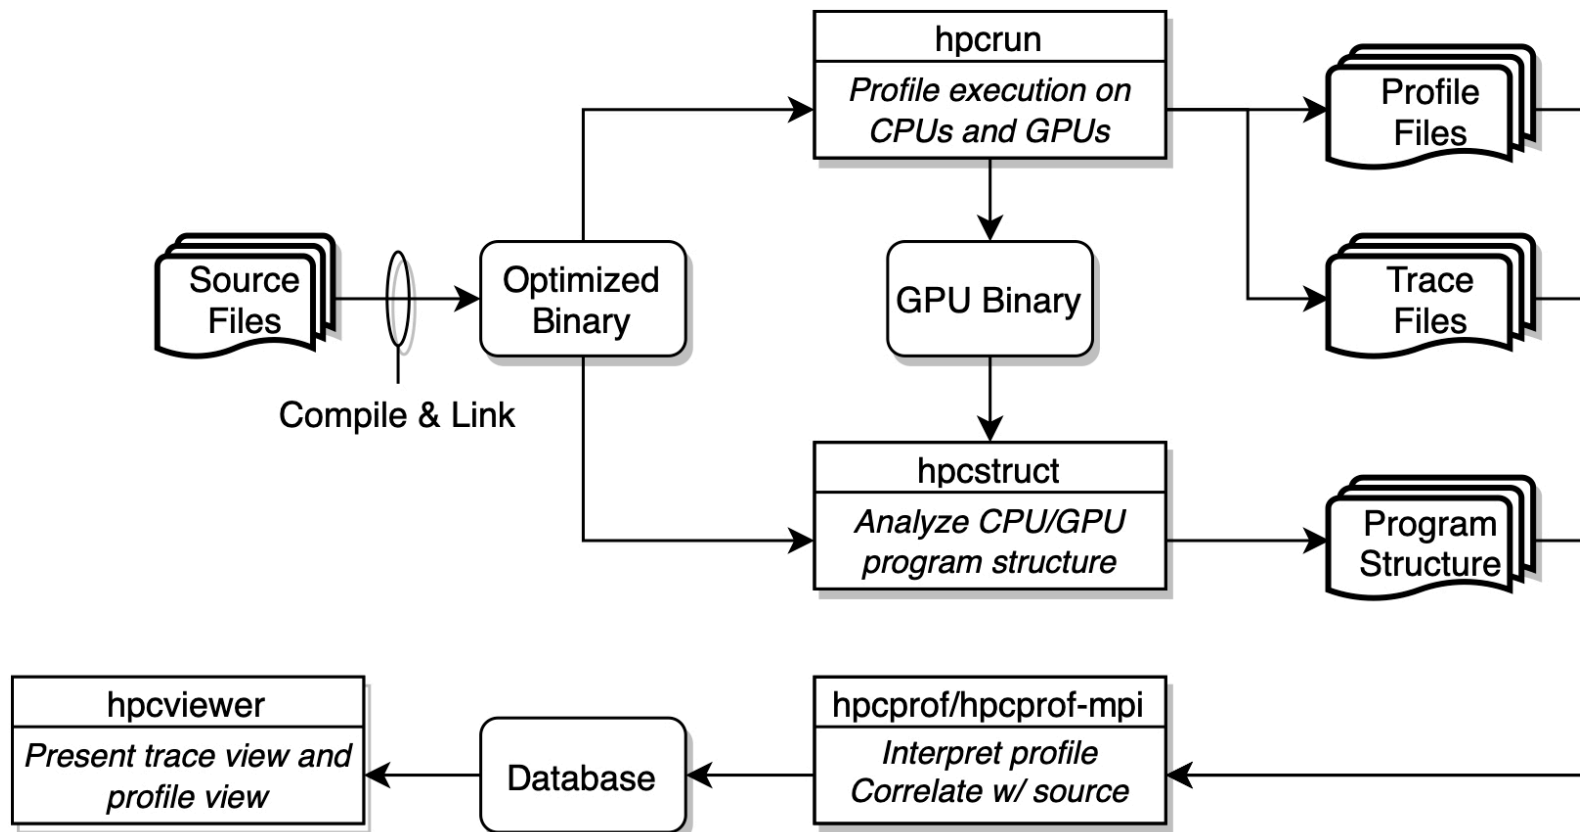 hpcrun
Profile execution on
CPUs and GPUs
Profile
Files
Source
Files
Compile & Link
Optimized
Binary
GPU Binary
Trace
Files
hpcstruct
Analyze CPU/GPU
program structure
Program
Structure
hpcviewer
Present trace view and
profile view
Database
hpcprof/hpcprof-mpi
Interpret profile
Correlate w/ source